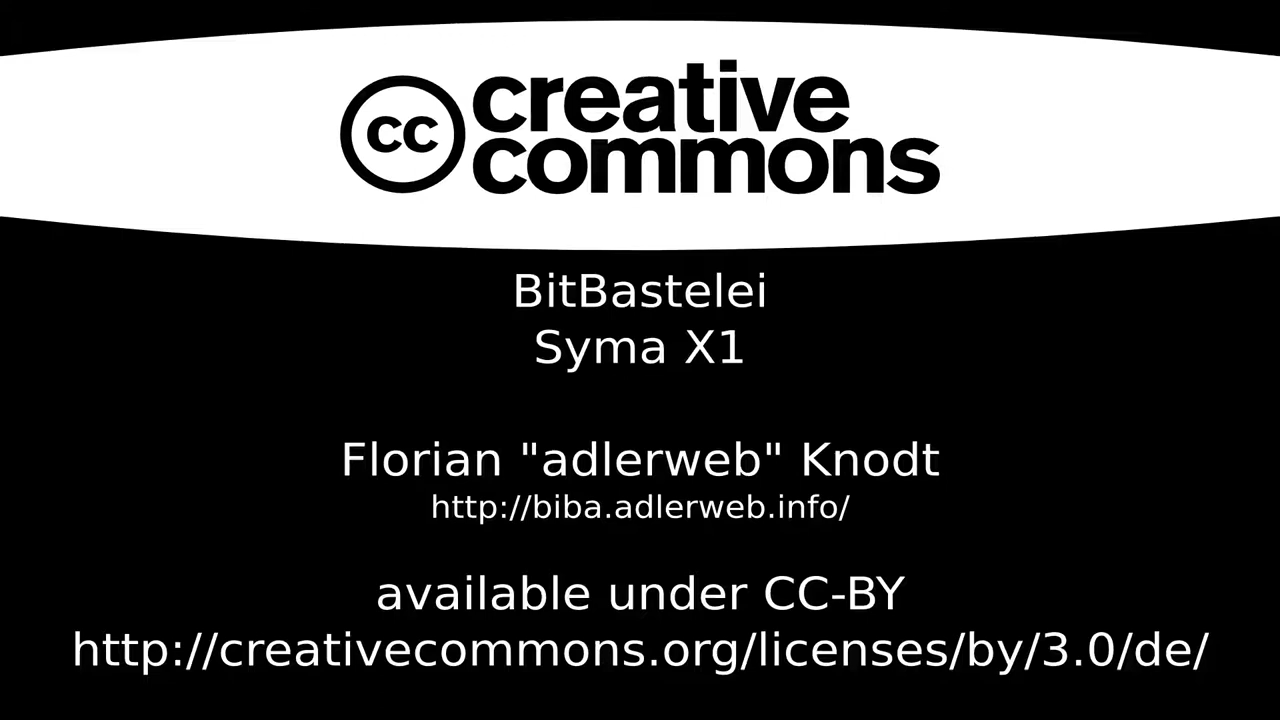 cc creative
commons
BitBastelei
Syma X1
Florian "adlerweb" Knodt
http://biba.adlerweb.info/
available under CC-BY
http://creativecommons.org/licenses/by/3.0/de/